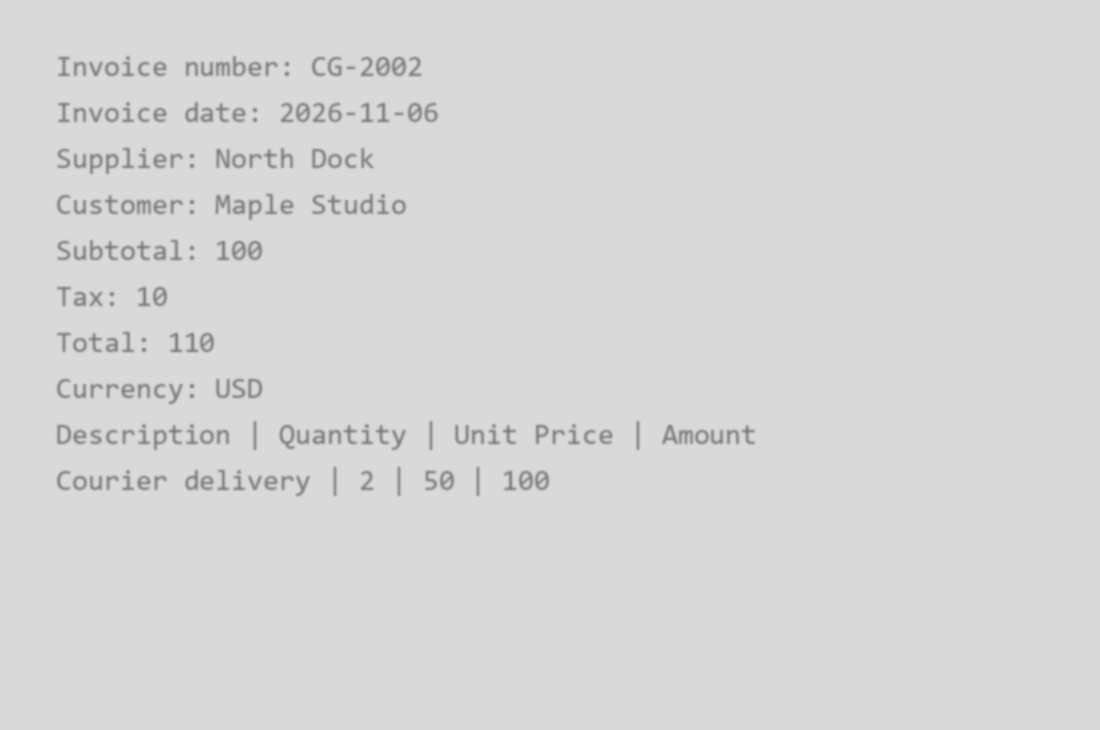 Invoice number: CG-2002
Invoice date: 2026-11-06
Supplier: North Dock
Customer: Maple Studio
Subtotal: 100
Tax: 10
Total: 110
Currency: USD
Description | Quantity | Unit Price | Amount
Courier delivery | 2 | 50 | 100